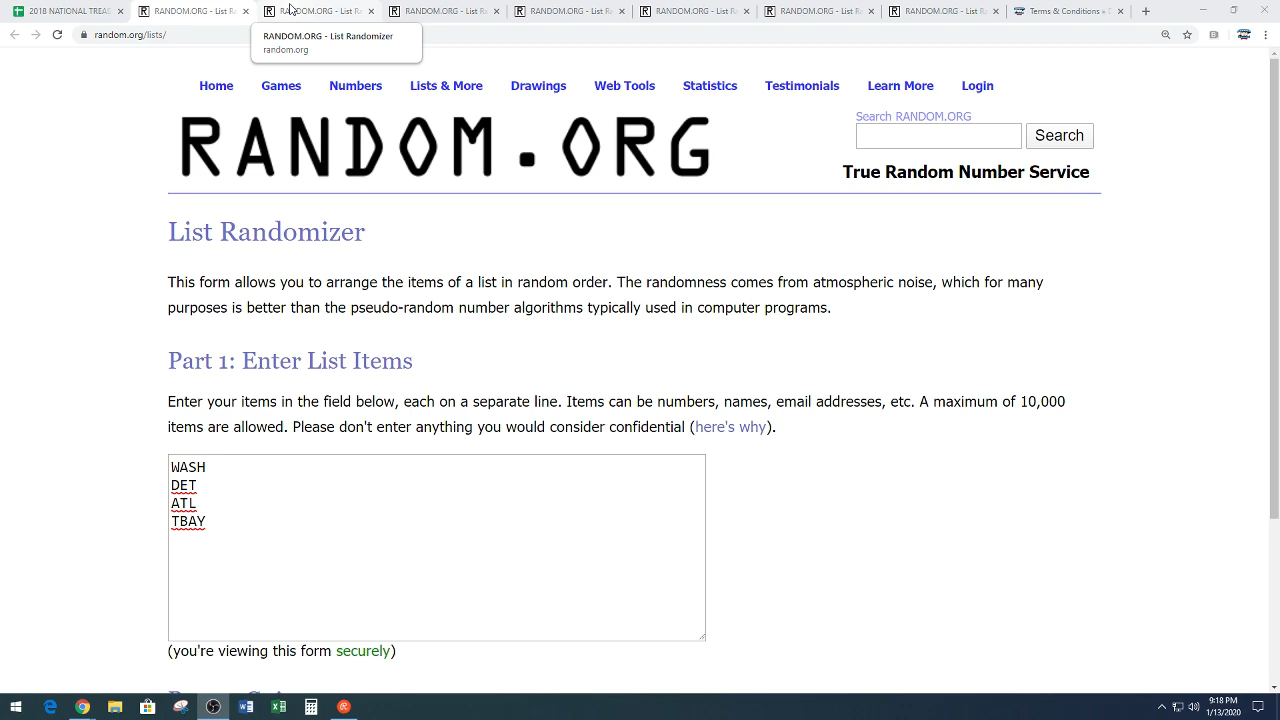 2018 NATIONAL TREAS
RANDOM.ORG - List Ra
RANDOM.ORG - List Ra
RANDOM.ORG - List Ra
RANDOM.ORG - List Ra
RANDOM.ORG - List Ra
RANDOM.ORG - List Ra
RANDOM.ORG - List Ra
Terms & Conditions » D
random.org/lists/
RANDOM.ORG - List Randomizer
random.org
Home Games Numbers Lists & More Drawings Web Tools Statistics Testimonials Learn More Login
RANDOM.ORG
Search RANDOM.ORG
Search
True Random Number Service
List Randomizer
This form allows you to arrange the items of a list in random order. The randomness comes from atmospheric noise, which for many
purposes is better than the pseudo-random number algorithms typically used in computer programs.
Part 1: Enter List Items
Enter your items in the field below, each on a separate line. Items can be numbers, names, email addresses, etc. A maximum of 10,000
items are allowed. Please don't enter anything you would consider confidential (here's why).
WASH
DET
ATL
TBAY
(you're viewing this form securely)
9:18 PM
1/13/2020